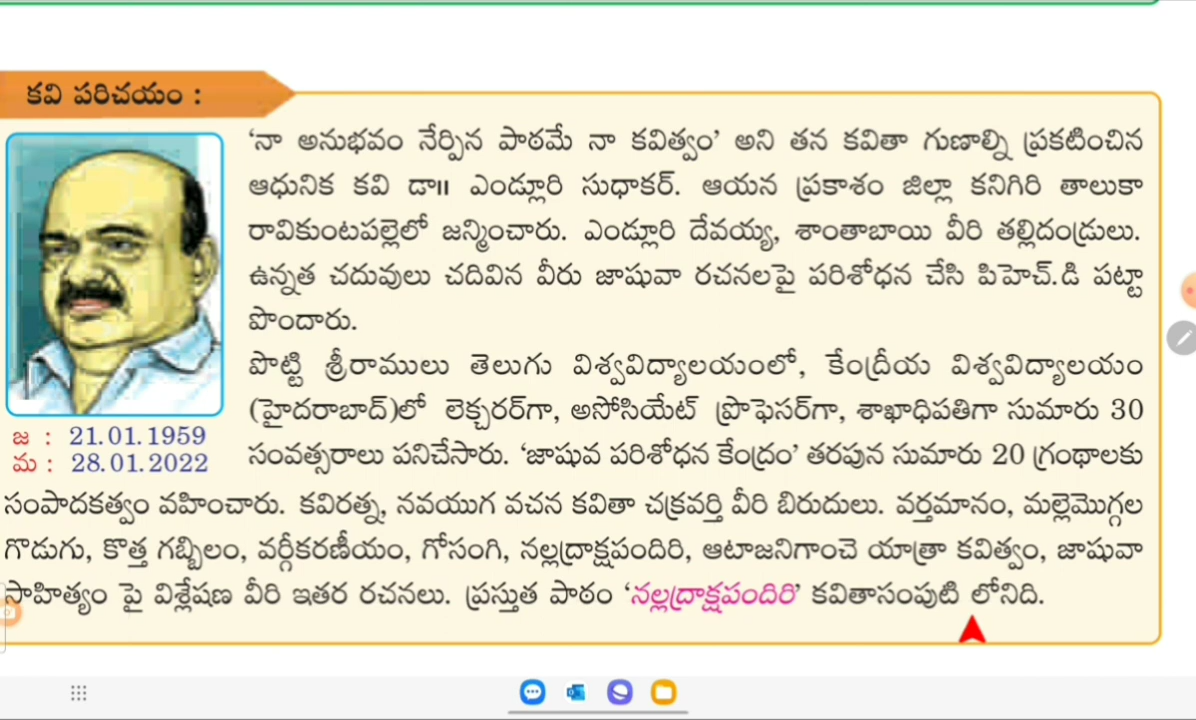 కవి పరిచయం :
‘నా అనుభవం నేర్పిన పాఠమే నా కవిత్వం’ అని తన కవితా గుణాల్ని ప్రకటించిన
ఆధునిక కవి డా॥ ఎండ్లూరి సుధాకర్. ఆయన ప్రకాశం జిల్లా కనిగిరి తాలుకా
రావికుంటపల్లెలో జన్మించారు. ఎండ్లూరి దేవయ్య, శాంతాబాయి వీరి తల్లిదండ్రులు.
ఉన్నత చదువులు చదివిన వీరు జాషువా రచనలపై పరిశోధన చేసి పిహెచ్.డి పట్టా
పొందారు.
పొట్టి శ్రీరాములు తెలుగు విశ్వవిద్యాలయంలో, కేంద్రీయ విశ్వవిద్యాలయం
(హైదరాబాద్)లో లెక్చరర్‌గా, అసోసియేట్ ప్రొఫెసర్‌గా, శాఖాధిపతిగా సుమారు 30
జ : 21.01.1959
మ : 28.01.2022
సంవత్సరాలు పనిచేసారు. ‘జాషువ పరిశోధన కేంద్రం’ తరపున సుమారు 20 గ్రంథాలకు
సంపాదకత్వం వహించారు. కవిరత్న, నవయుగ వచన కవితా చక్రవర్తి వీరి బిరుదులు. వర్తమానం, మల్లెమొగ్గల
గొడుగు, కొత్త గబ్బిలం, వర్గీకరణీయం, గోసంగి, నల్లద్రాక్షపందిరి, ఆటాజనిగాంచె యాత్రా కవిత్వం, జాషువా
సాహిత్యం పై విశ్లేషణ వీరి ఇతర రచనలు. ప్రస్తుత పాఠం ‘నల్లద్రాక్షపందిరి’ కవితాసంపుటి లోనిది.